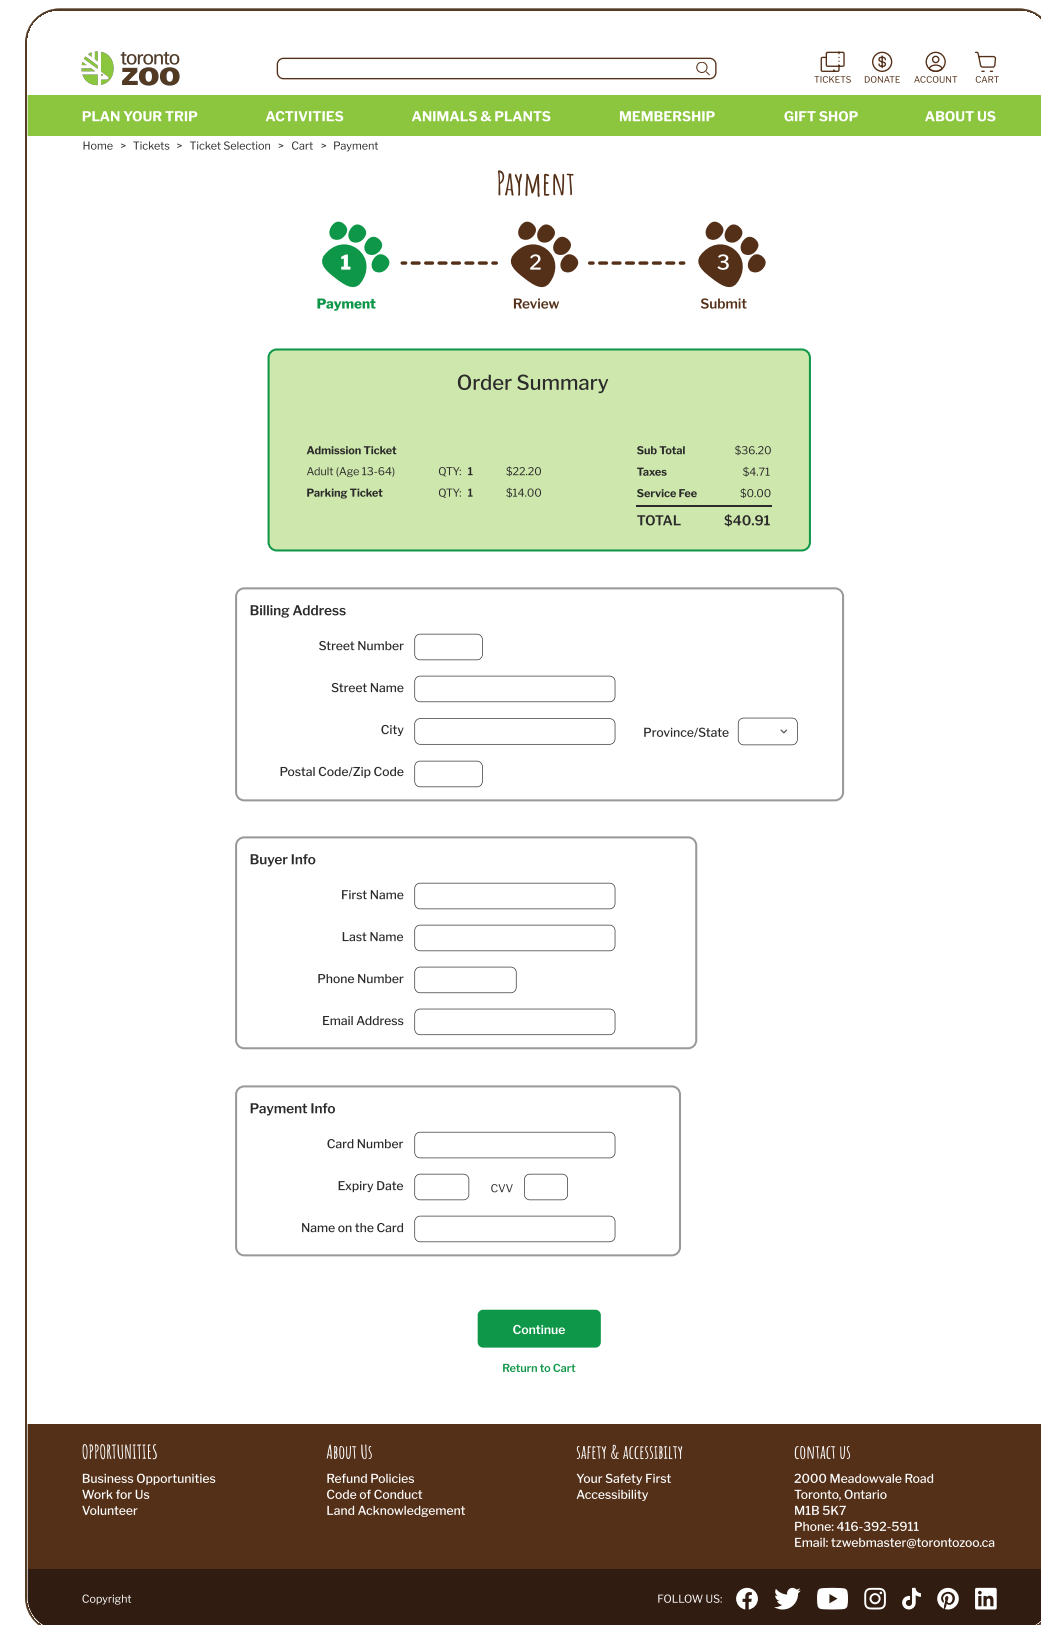 toronto
ZOO
TICKETS DONATE ACCOUNT CART
PLAN YOUR TRIP ACTIVITIES ANIMALS & PLANTS MEMBERSHIP GIFT SHOP ABOUT US
Home > Tickets > Ticket Selection > Cart > Payment
PAYMENT
1 2 3
Payment Review Submit
Order Summary
Admission Ticket
Adult (Age 13-64) QTY: 1 $22.20
Parking Ticket QTY: 1 $14.00
Sub Total $36.20
Taxes $4.71
Service Fee $0.00
TOTAL $40.91
Billing Address
Street Number
Street Name
City Province/State
Postal Code/Zip Code
Buyer Info
First Name
Last Name
Phone Number
Email Address
Payment Info
Card Number
Expiry Date CVV
Name on the Card
Continue
Return to Cart
OPPORTUNITIES
Business Opportunities
Work for Us
Volunteer
ABOUT US
Refund Policies
Code of Conduct
Land Acknowledgement
SAFETY & ACCESSIBILTY
Your Safety First
Accessibility
CONTACT US
2000 Meadowvale Road
Toronto, Ontario
M1B 5K7
Phone: 416-392-5911
Email: tzwebmaster@torontozoo.ca
Copyright
FOLLOW US: